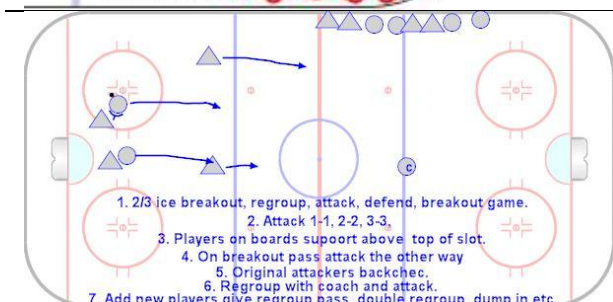 C
1. 2/3 ice breakout, regroup, attack, defend, breakout game.
2. Attack 1-1, 2-2, 3-3,
3. Players on boards supoort above top of slot.
4. On breakout pass attack the other way
5. Original attackers backchec.
6. Regroup with coach and attack.
7. Add new players give regroup pass, double regroup, dump in etc